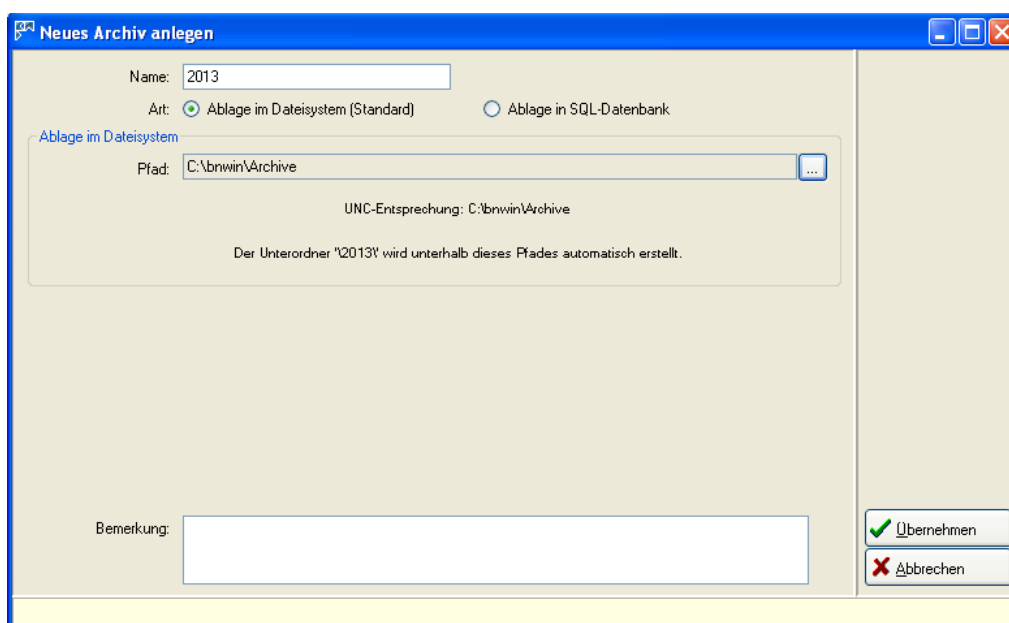 Neues Archiv anlegen
Name: 2013
Art: Ablage im Dateisystem (Standard) Ablage in SQL-Datenbank
Ablage im Dateisystem
Pfad: C:\bnwin\Archive ...
UNC-Entsprechung: C:\bnwin\Archive
Der Unterordner "\2013\" wird unterhalb dieses Pfades automatisch erstellt.
Bemerkung:
Übernehmen
Abbrechen